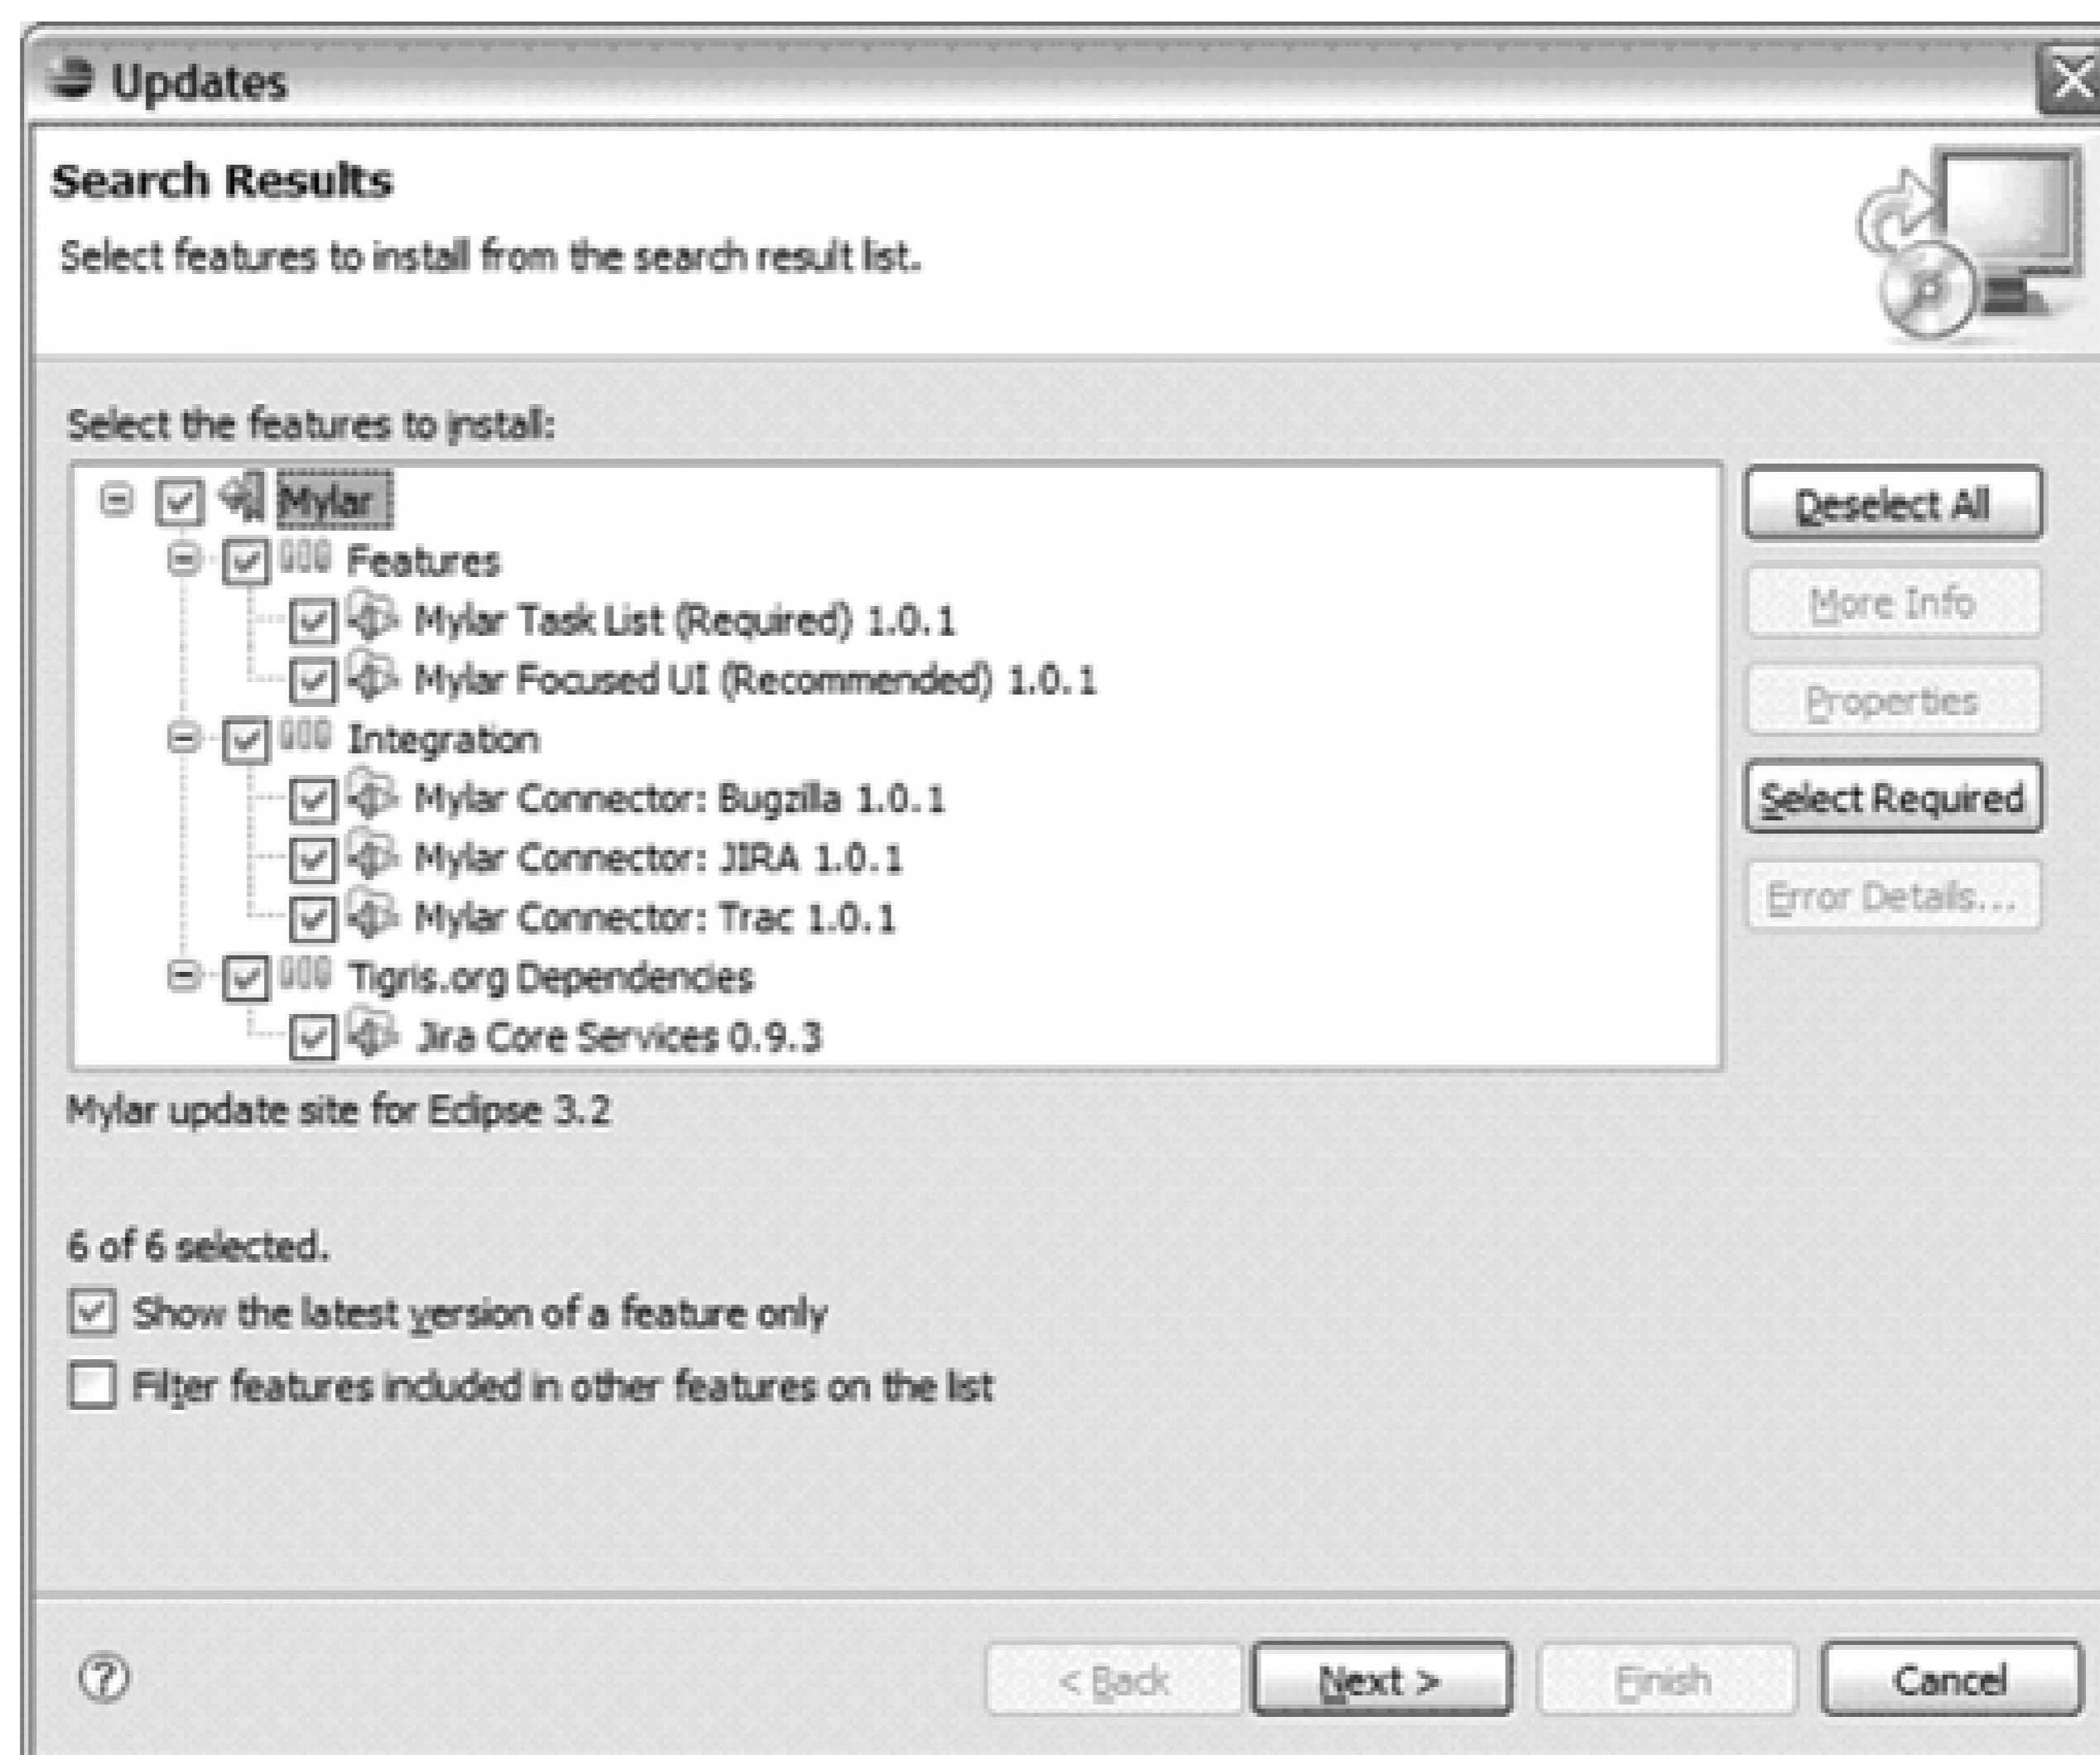 Updates
Search Results
Select features to install from the search result list.
Select the features to install:
Mylar
Features
Mylar Task List (Required) 1.0.1
Mylar Focused UI (Recommended) 1.0.1
Integration
Mylar Connector: Bugzilla 1.0.1
Mylar Connector: JIRA 1.0.1
Mylar Connector: Trac 1.0.1
Tigris.org Dependencies
Jira Core Services 0.9.3
Deselect All
More Info
Properties
Select Required
Error Details...
Mylar update site for Eclipse 3.2
6 of 6 selected.
Show the latest version of a feature only
Filter features included in other features on the list
?
< Back
Next >
Finish
Cancel